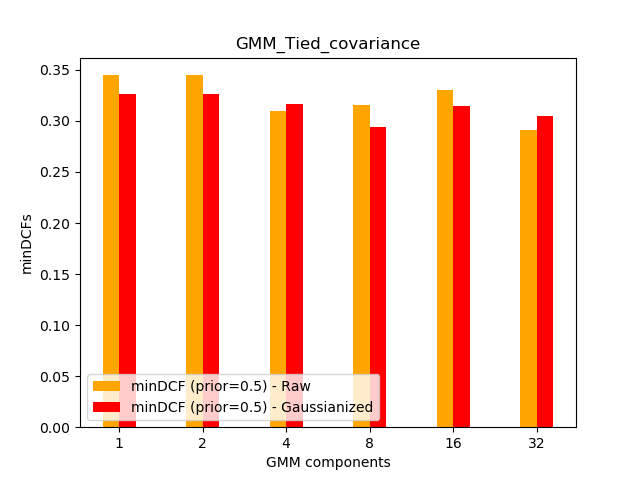 GMM_Tied_covariance
0.35
0.30
0.25
0.20
0.15
0.10
0.05
0.00
minDCFs
minDCF (prior=0.5) - Raw
minDCF (prior=0.5) - Gaussianized
1 2 4 8 16 32
GMM components